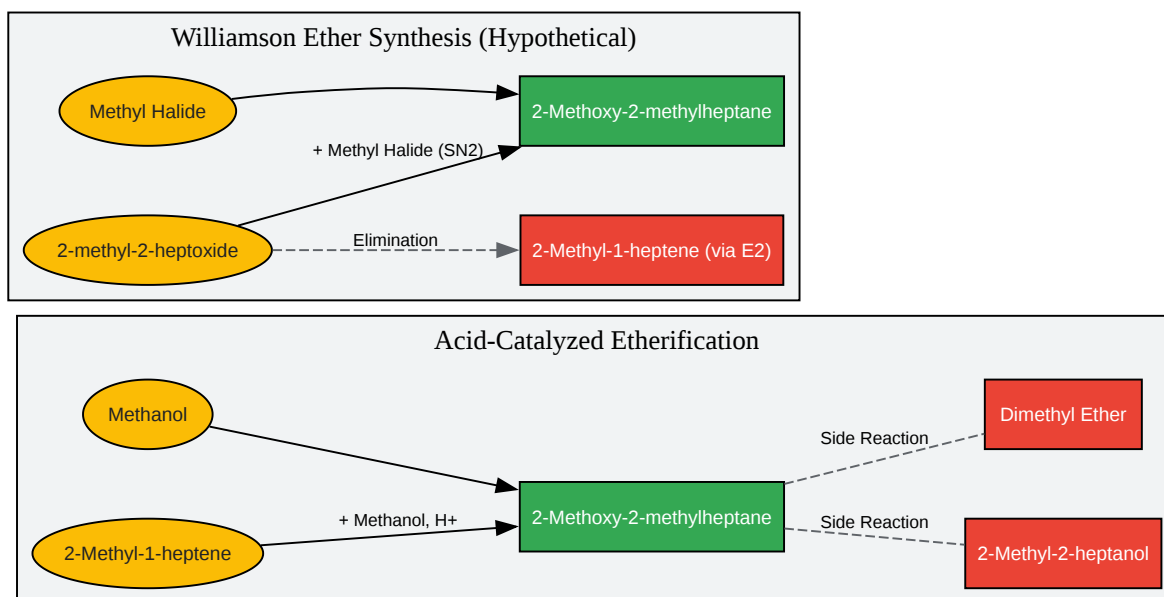 Williamson Ether Synthesis (Hypothetical)
Methyl Halide
2-Methoxy-2-methylheptane
+ Methyl Halide (SN2)
2-methyl-2-heptoxide
Elimination
2-Methyl-1-heptene (via E2)
Acid-Catalyzed Etherification
Methanol
Dimethyl Ether
Side Reaction
2-Methoxy-2-methylheptane
+ Methanol, H+
Side Reaction
2-Methyl-1-heptene
2-Methyl-2-heptanol